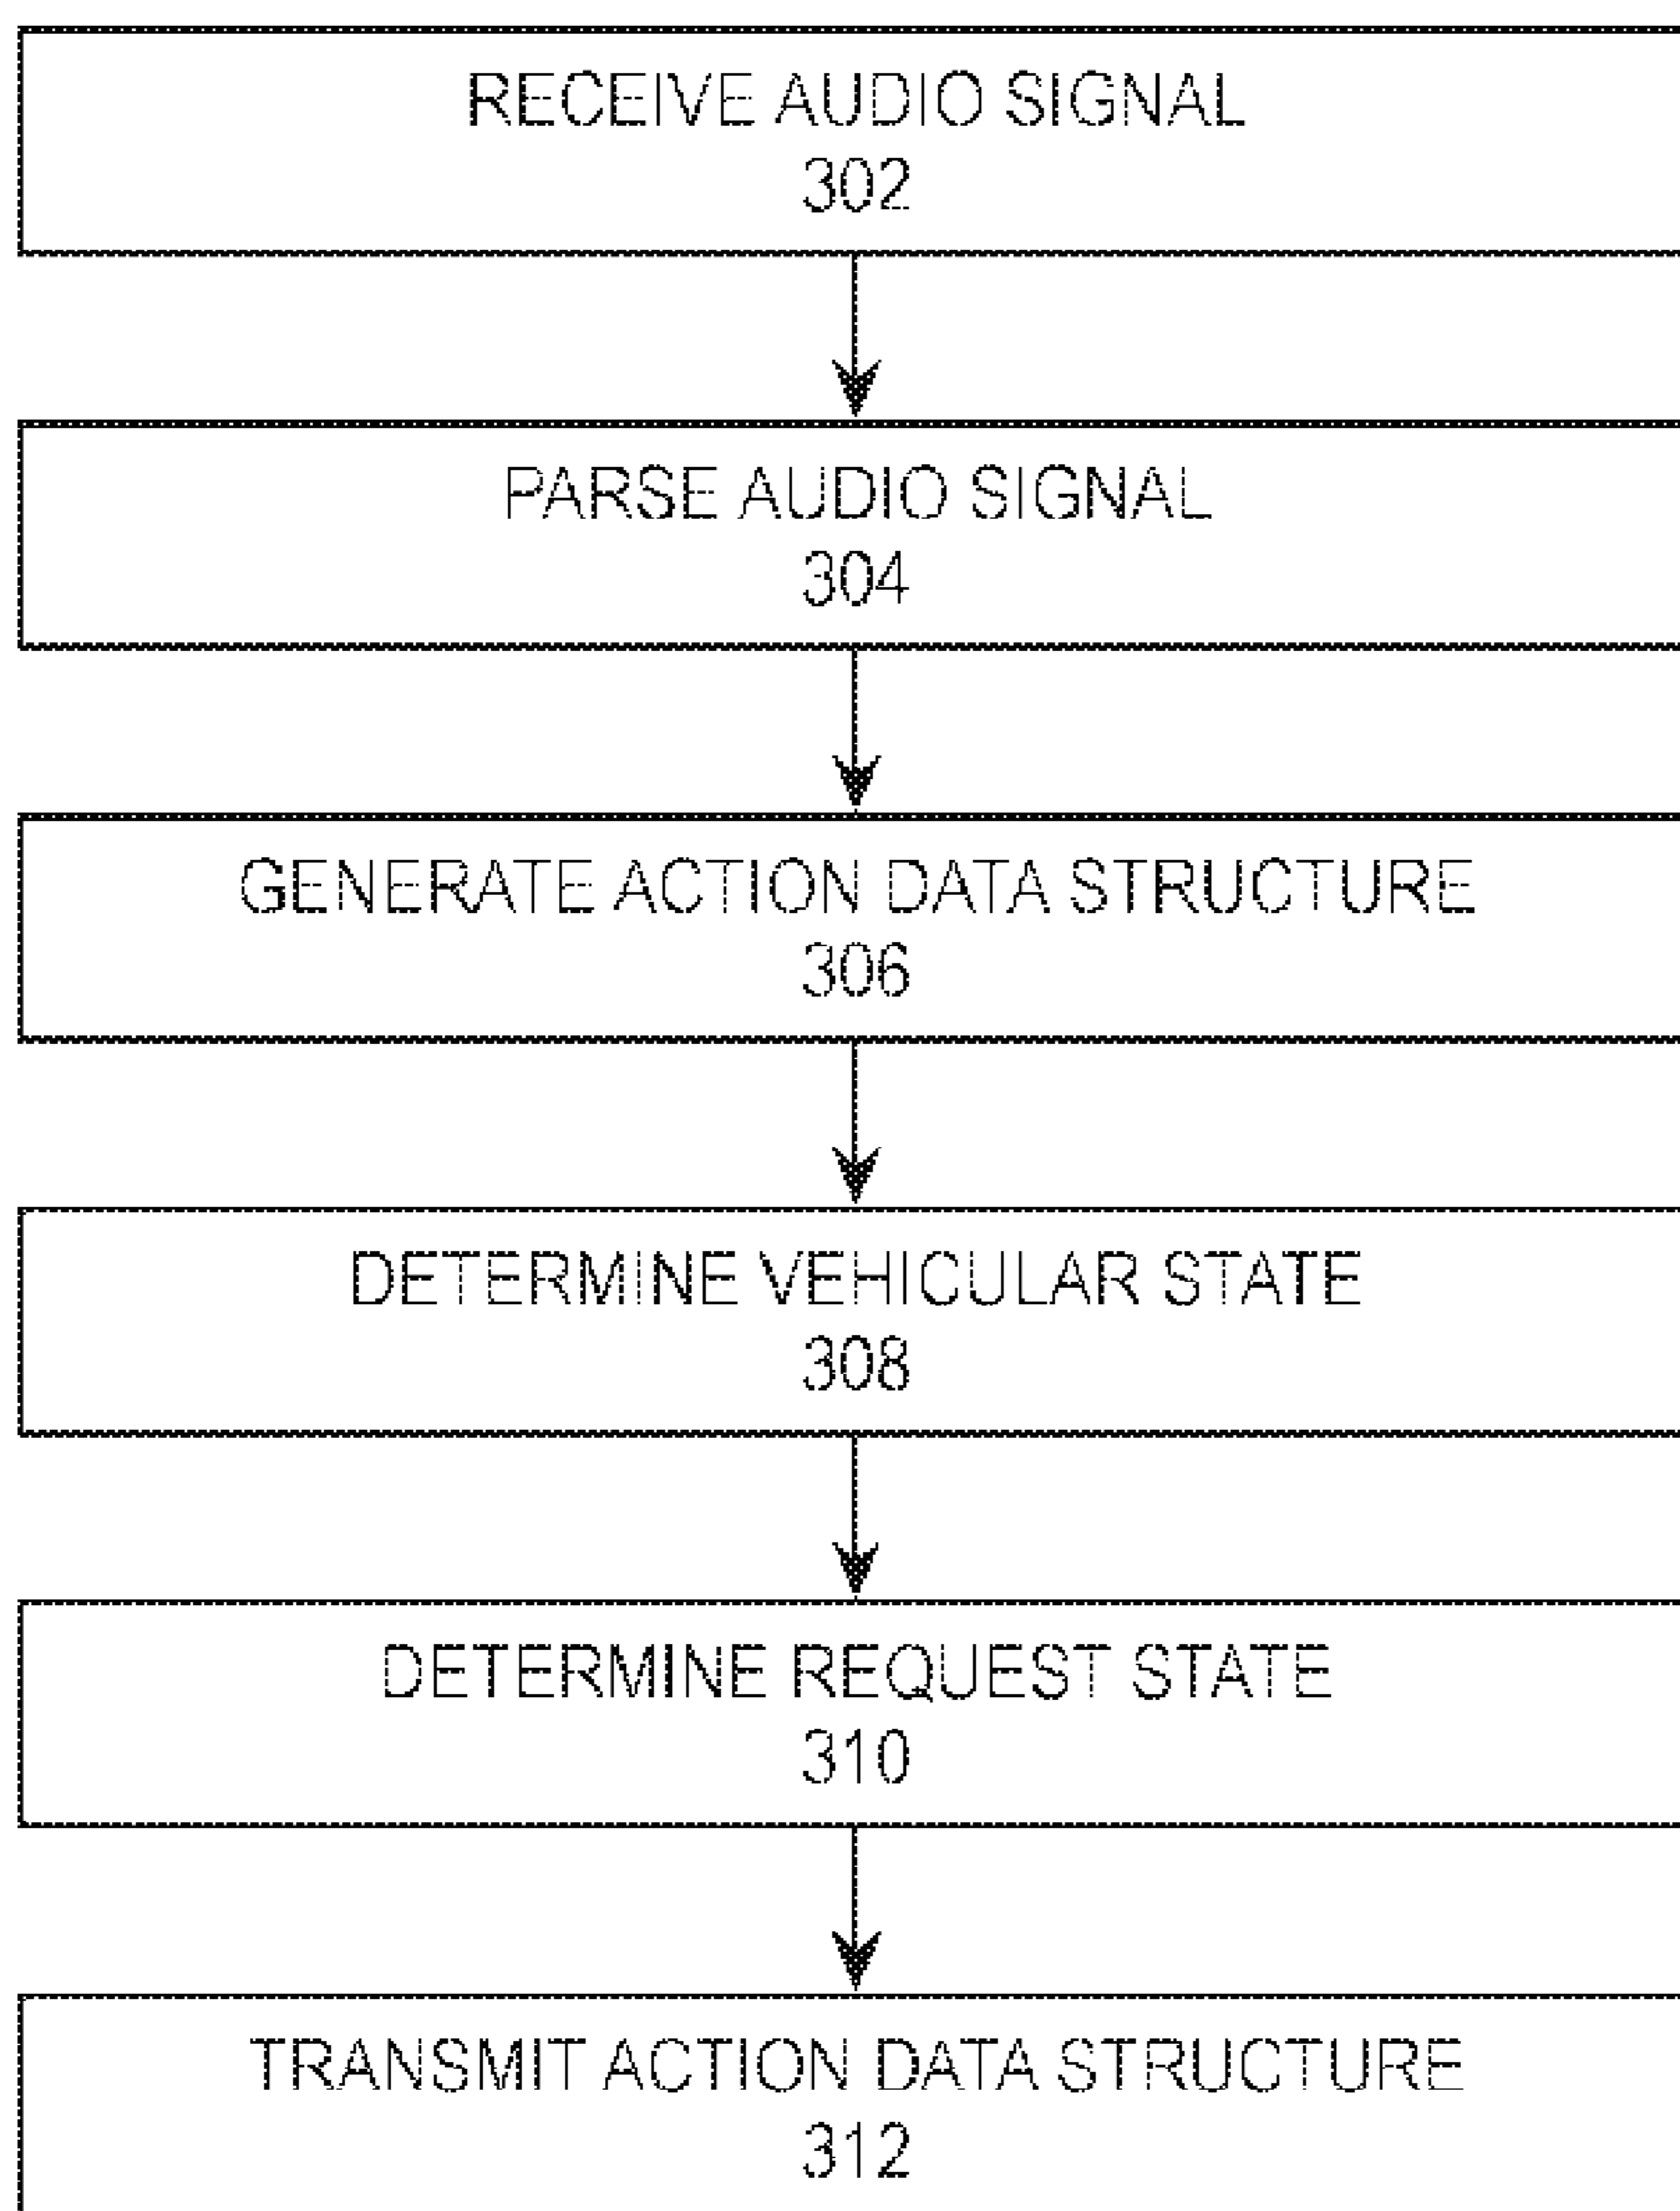 RECEIVE AUDIO SIGNAL
302
PARSE AUDIO SIGNAL
304
GENERATE ACTION DATA STRUCTURE
306
DETERMINE VEHICULAR STATE
308
DETERMINE REQUEST STATE
310
TRANSMIT ACTION DATA STRUCTURE
312